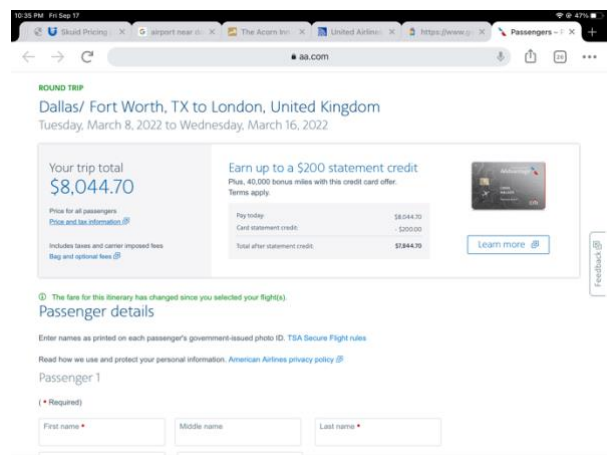 10:35 PM Fri Sep 17
47%
Skuid Pricing
airport near
The Acorn Inn
United Airlines
https://www.g
Passengers –
aa.com
ROUND TRIP
Dallas/ Fort Worth, TX to London, United Kingdom
Tuesday, March 8, 2022 to Wednesday, March 16, 2022
Your trip total
$8,044.70
Price for all passengers
Price and tax information
Includes taxes and carrier imposed fees
Bag and optional fees
Earn up to a $200 statement credit
Plus, 40,000 bonus miles with this credit card offer.
Terms apply.
Pay today: $8,044.70
Card statement credit: - $200.00
Total after statement credit: $7,844.70
Learn more
Feedback
The fare for this itinerary has changed since you selected your flight(s).
Passenger details
Enter names as printed on each passenger's government-issued photo ID. TSA Secure Flight rules
Read how we use and protect your personal information. American Airlines privacy policy
Passenger 1
( • Required)
First name •
Middle name
Last name •